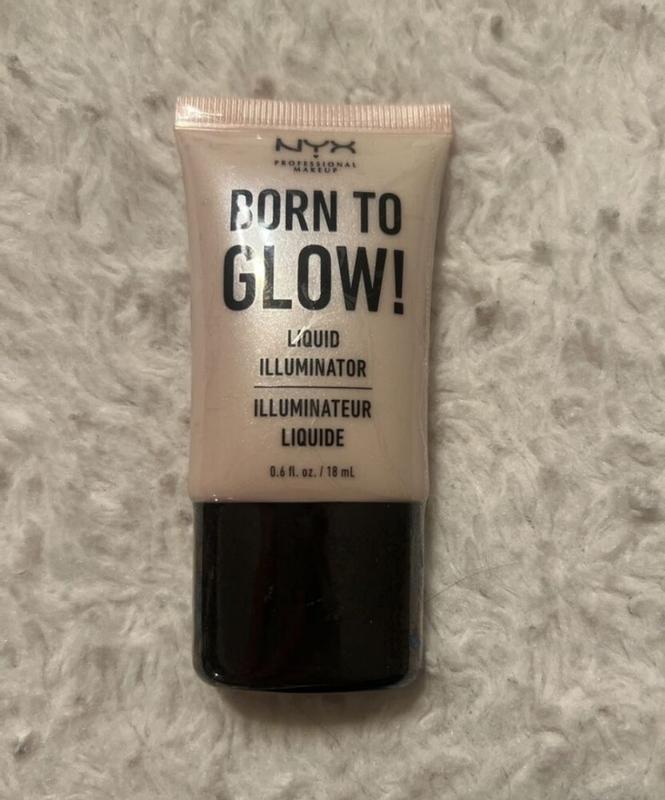 NYX
PROFESSIONAL
MAKEUP
BORN TO
GLOW!
LIQUID
ILLUMINATOR
ILLUMINATEUR
LIQUIDE
0.6 fl. oz. / 18 mL